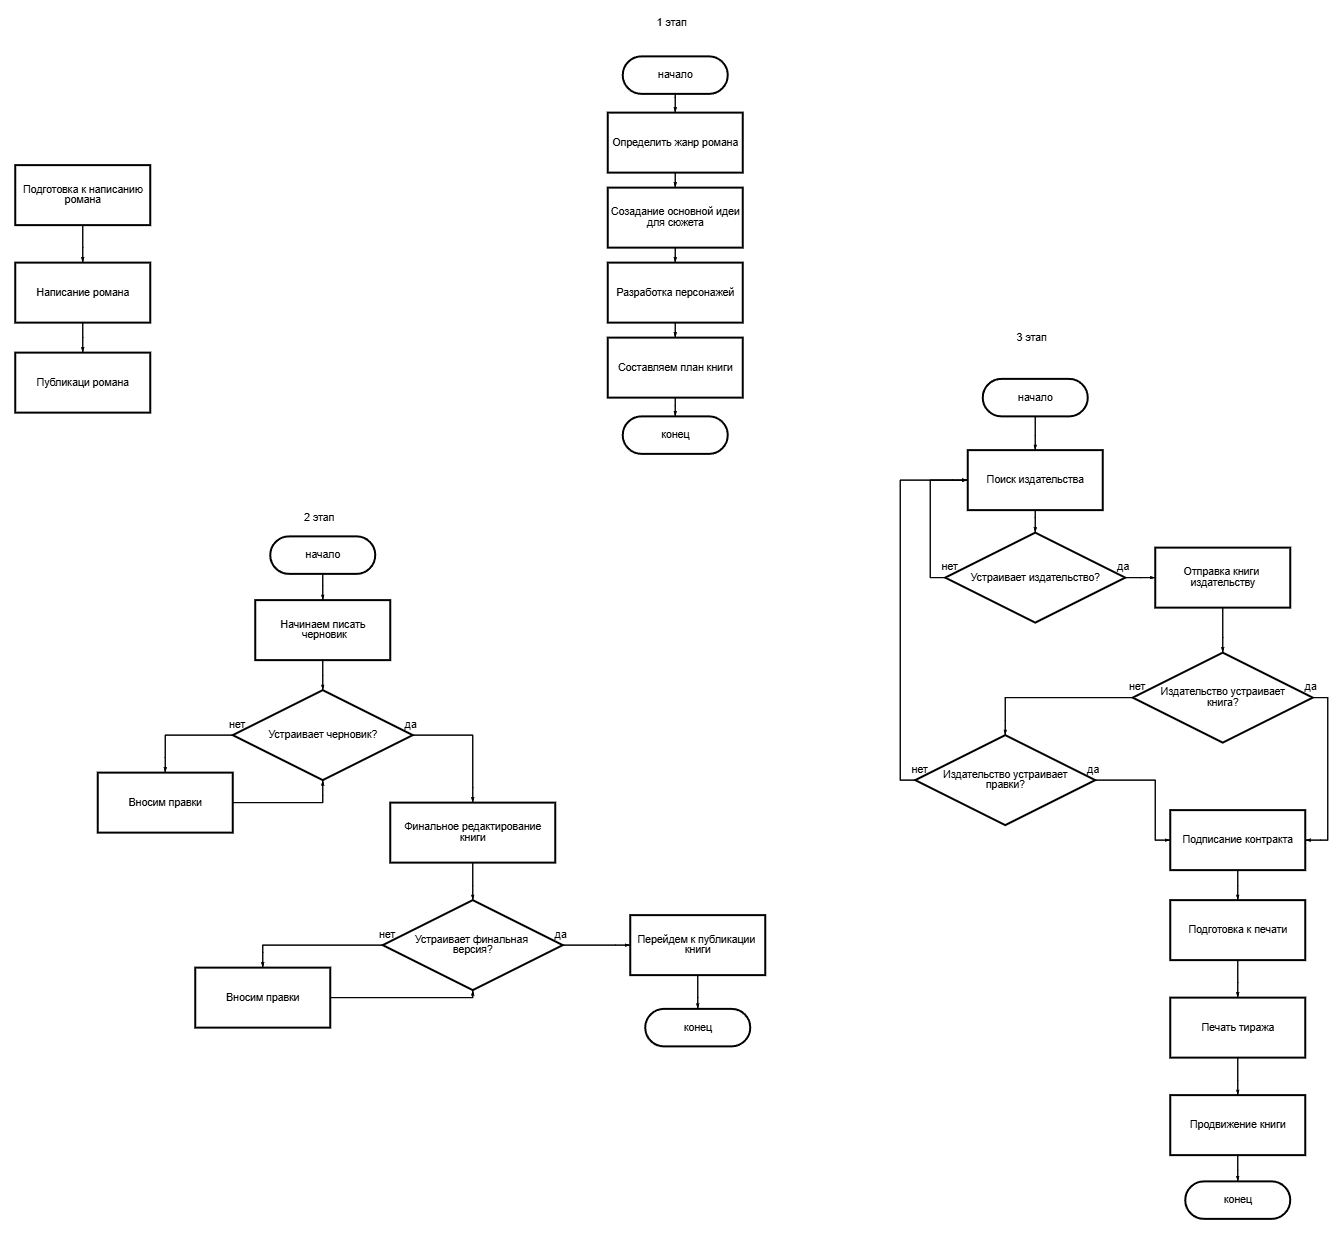 1 этап
начало
Определить жанр романа
Созадание основной идеи
для сюжета
Разработка персонажей
Составляем план книги
конец
Подготовка к написанию
романа
Написание романа
Публикаци романа
2 этап
начало
Начинаем писать
черновик
нет
Устраивает черновик?
да
Вносим правки
Финальное редактирование
книги
нет
Устраивает финальная
версия?
да
Вносим правки
Перейдем к публикации
книги
конец
3 этап
начало
Поиск издательства
нет
Устраивает издательство?
да
Отправка книги
издательству
нет
Издательство устраивает
книга?
да
нет
Издательство устраивает
правки?
да
Подписание контракта
Подготовка к печати
Печать тиража
Продвижение книги
конец